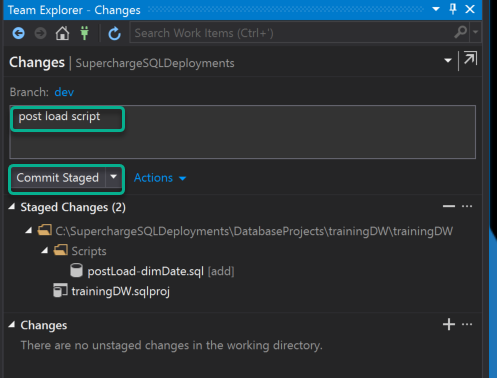 Team Explorer - Changes
Search Work Items (Ctrl+')
Changes | SuperchargeSQLDeployments
Branch: dev
post load script
Commit Staged Actions
Staged Changes (2)
C:\SuperchargeSQLDeployments\DatabaseProjects\trainingDW\trainingDW
Scripts
postLoad-dimDate.sql [add]
trainingDW.sqlproj
Changes
There are no unstaged changes in the working directory.